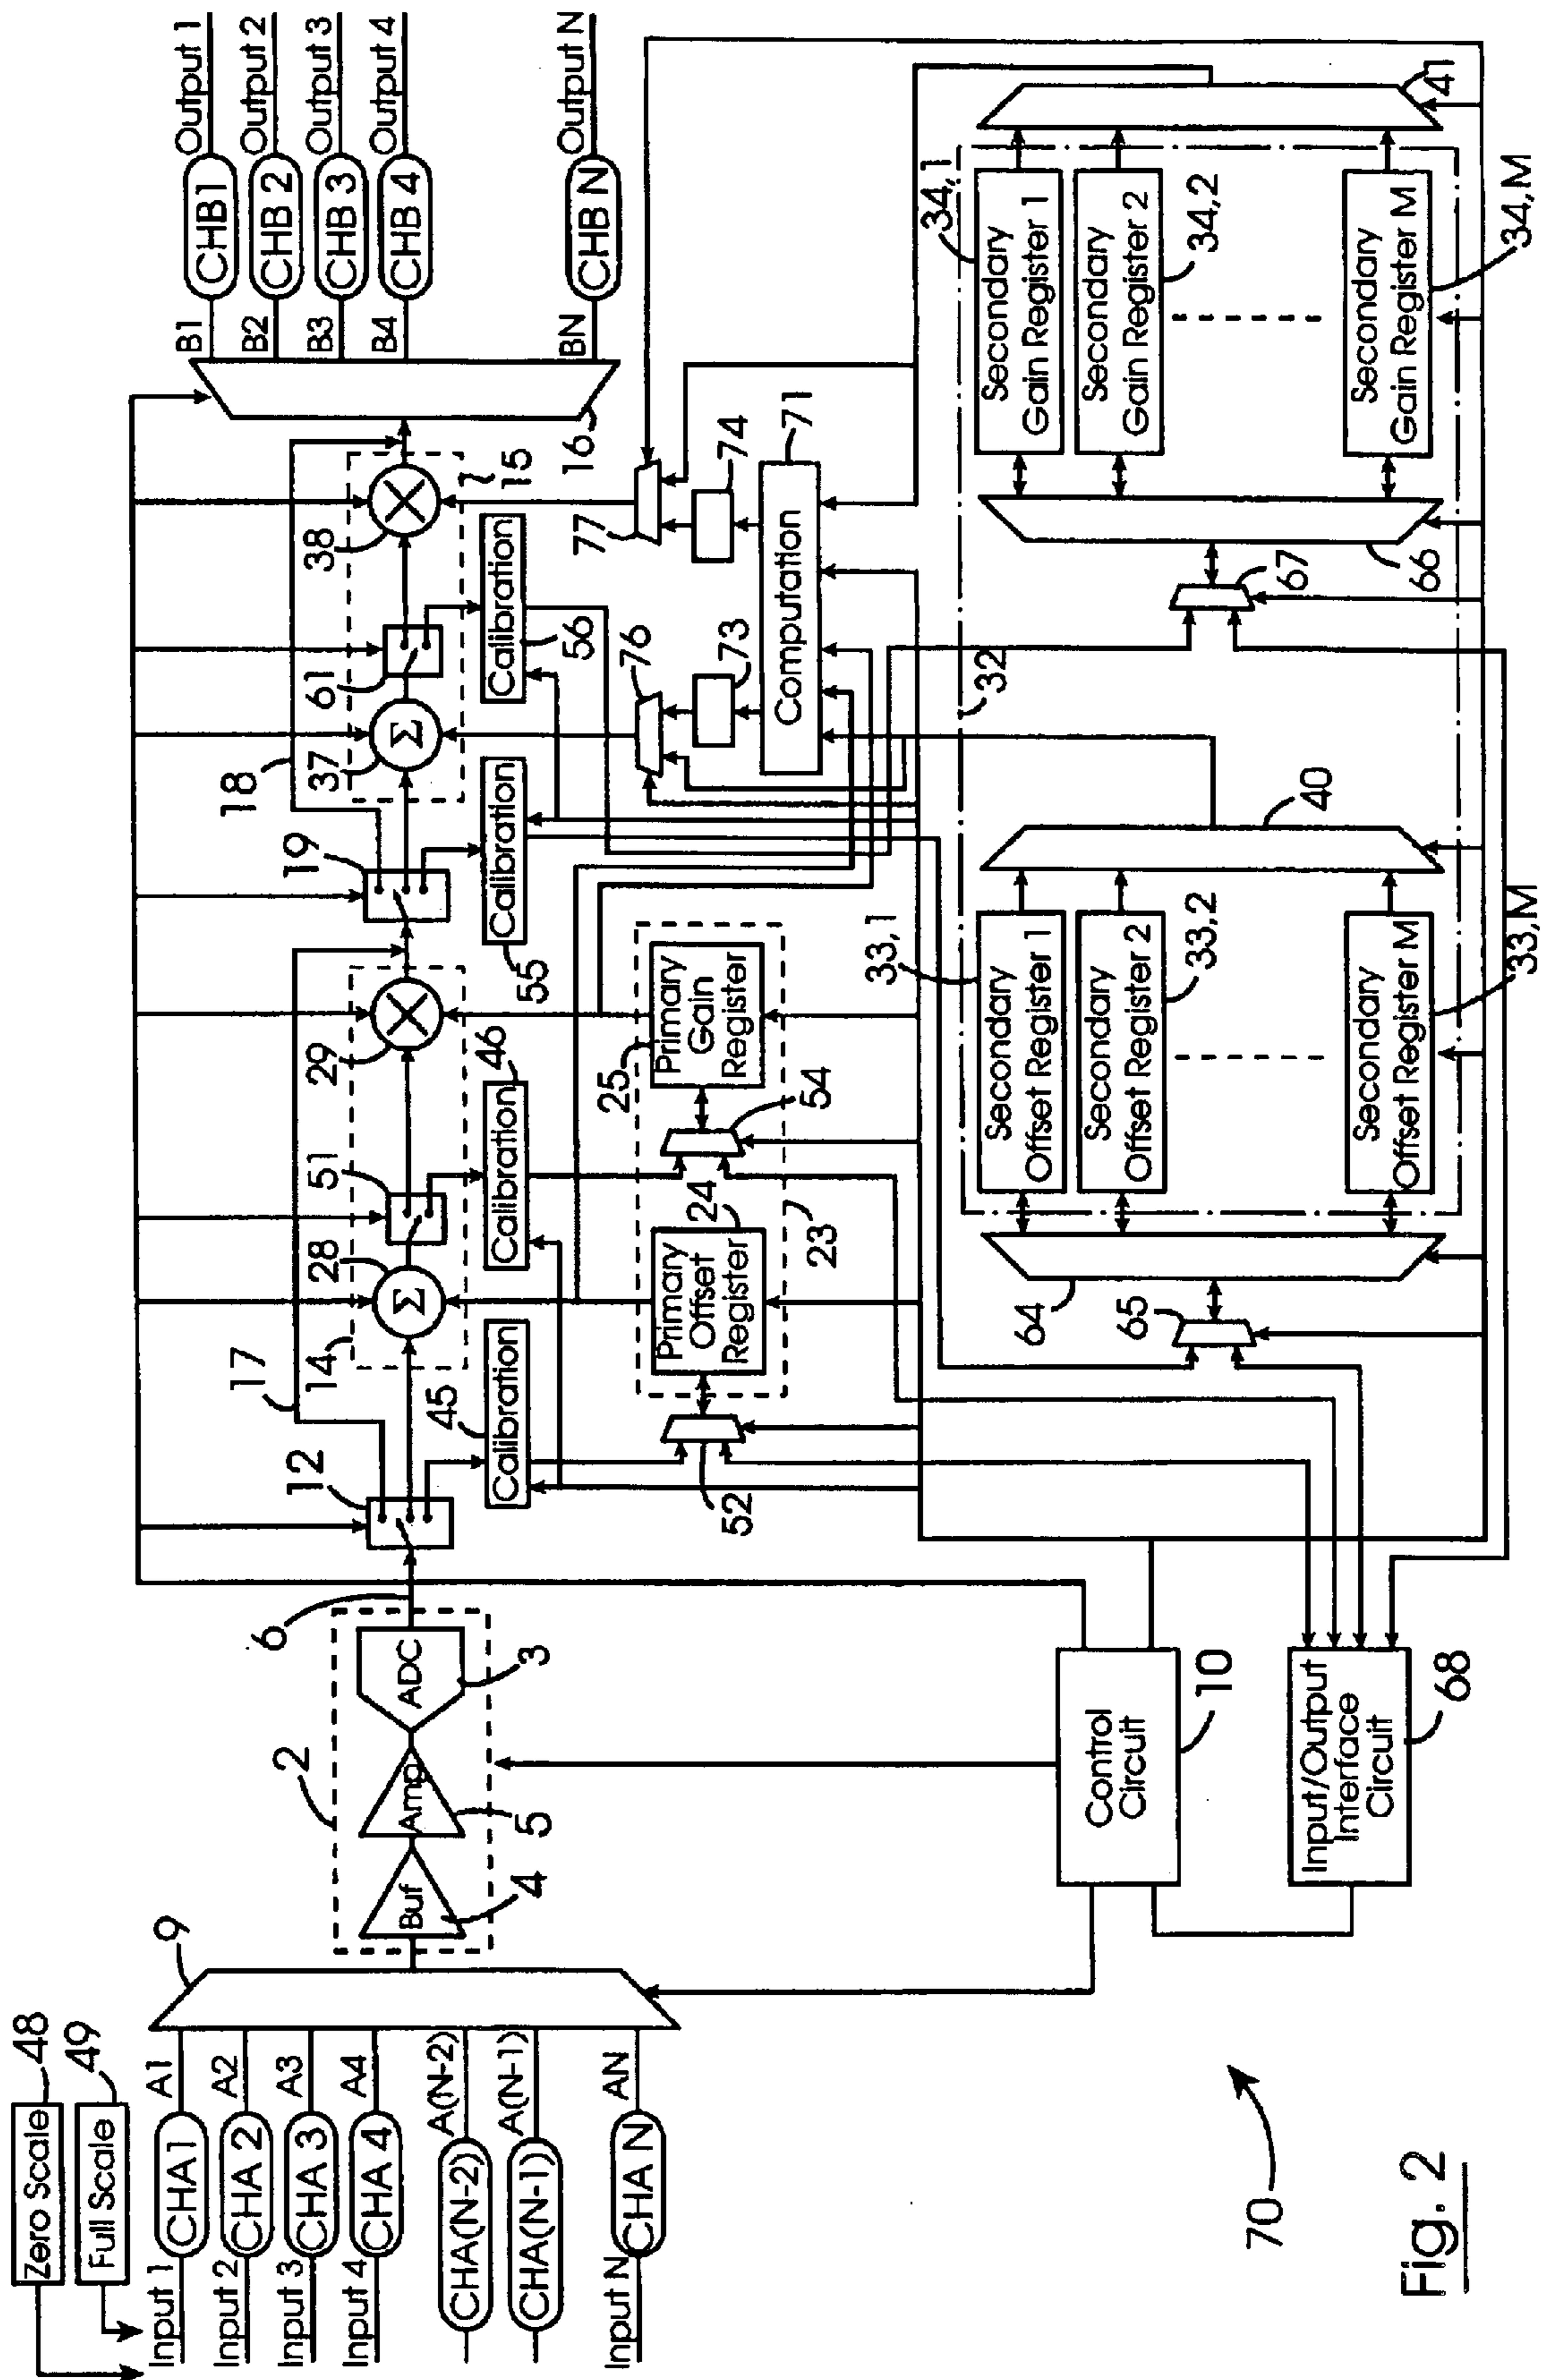 Zero Scale
48
Full Scale
49
Input 1
CHA 1
A1
Input 2
CHA 2
A2
Input 3
CHA 3
A3
Input 4
CHA 4
A4
CHA(N-2)
A(N-2)
CHA(N-1)
A(N-1)
Input N
CHA N
AN
9
2
Buf
4
Amp
5
ADC
3
6
12
17
14
28
Σ
51
29
19
18
37
Σ
61
38
15
16
B1
CHB1
Output 1
B2
CHB 2
Output 2
B3
CHB 3
Output 3
B4
CHB 4
Output 4
BN
CHB N
Output N
45
Calibration
Calibration
46
Calibration
55
Calibration
56
52
Primary
Offset
Register
24
23
54
25
Primary
Gain
Register
76
73
77
74
Computation
71
Control
Circuit
10
Input/Output
Interface
Circuit
68
64
65
33,1
Secondary
Offset Register 1
Secondary
Offset Register 2
33,2
Secondary
Offset Register M
33,M
40
32
67
66
34,1
Secondary
Gain Register 1
Secondary
Gain Register 2
34,2
Secondary
Gain Register M
34,M
41
70
Fig. 2